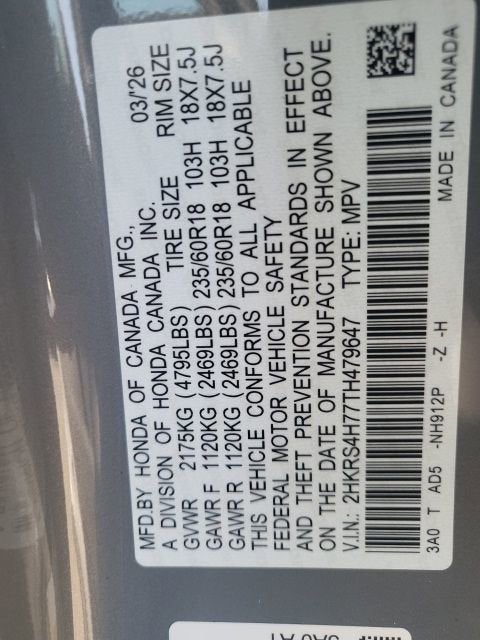 MFD.BY HONDA OF CANADA MFG., 03/'26
A DIVISION OF HONDA CANADA INC.
GVWR 2175KG (4795LBS) TIRE SIZE RIM SIZE
GAWR F 1120KG (2469LBS) 235/60R18 103H 18X7.5J
GAWR R 1120KG (2469LBS) 235/60R18 103H 18X7.5J
THIS VEHICLE CONFORMS TO ALL APPLICABLE
FEDERAL MOTOR VEHICLE SAFETY
AND THEFT PREVENTION STANDARDS IN EFFECT
ON THE DATE OF MANUFACTURE SHOWN ABOVE.
V.I.N.: 2HKRS4H77TH479647 TYPE: MPV
3A0 T AD5 -NH912P -Z -H
MADE IN CANADA